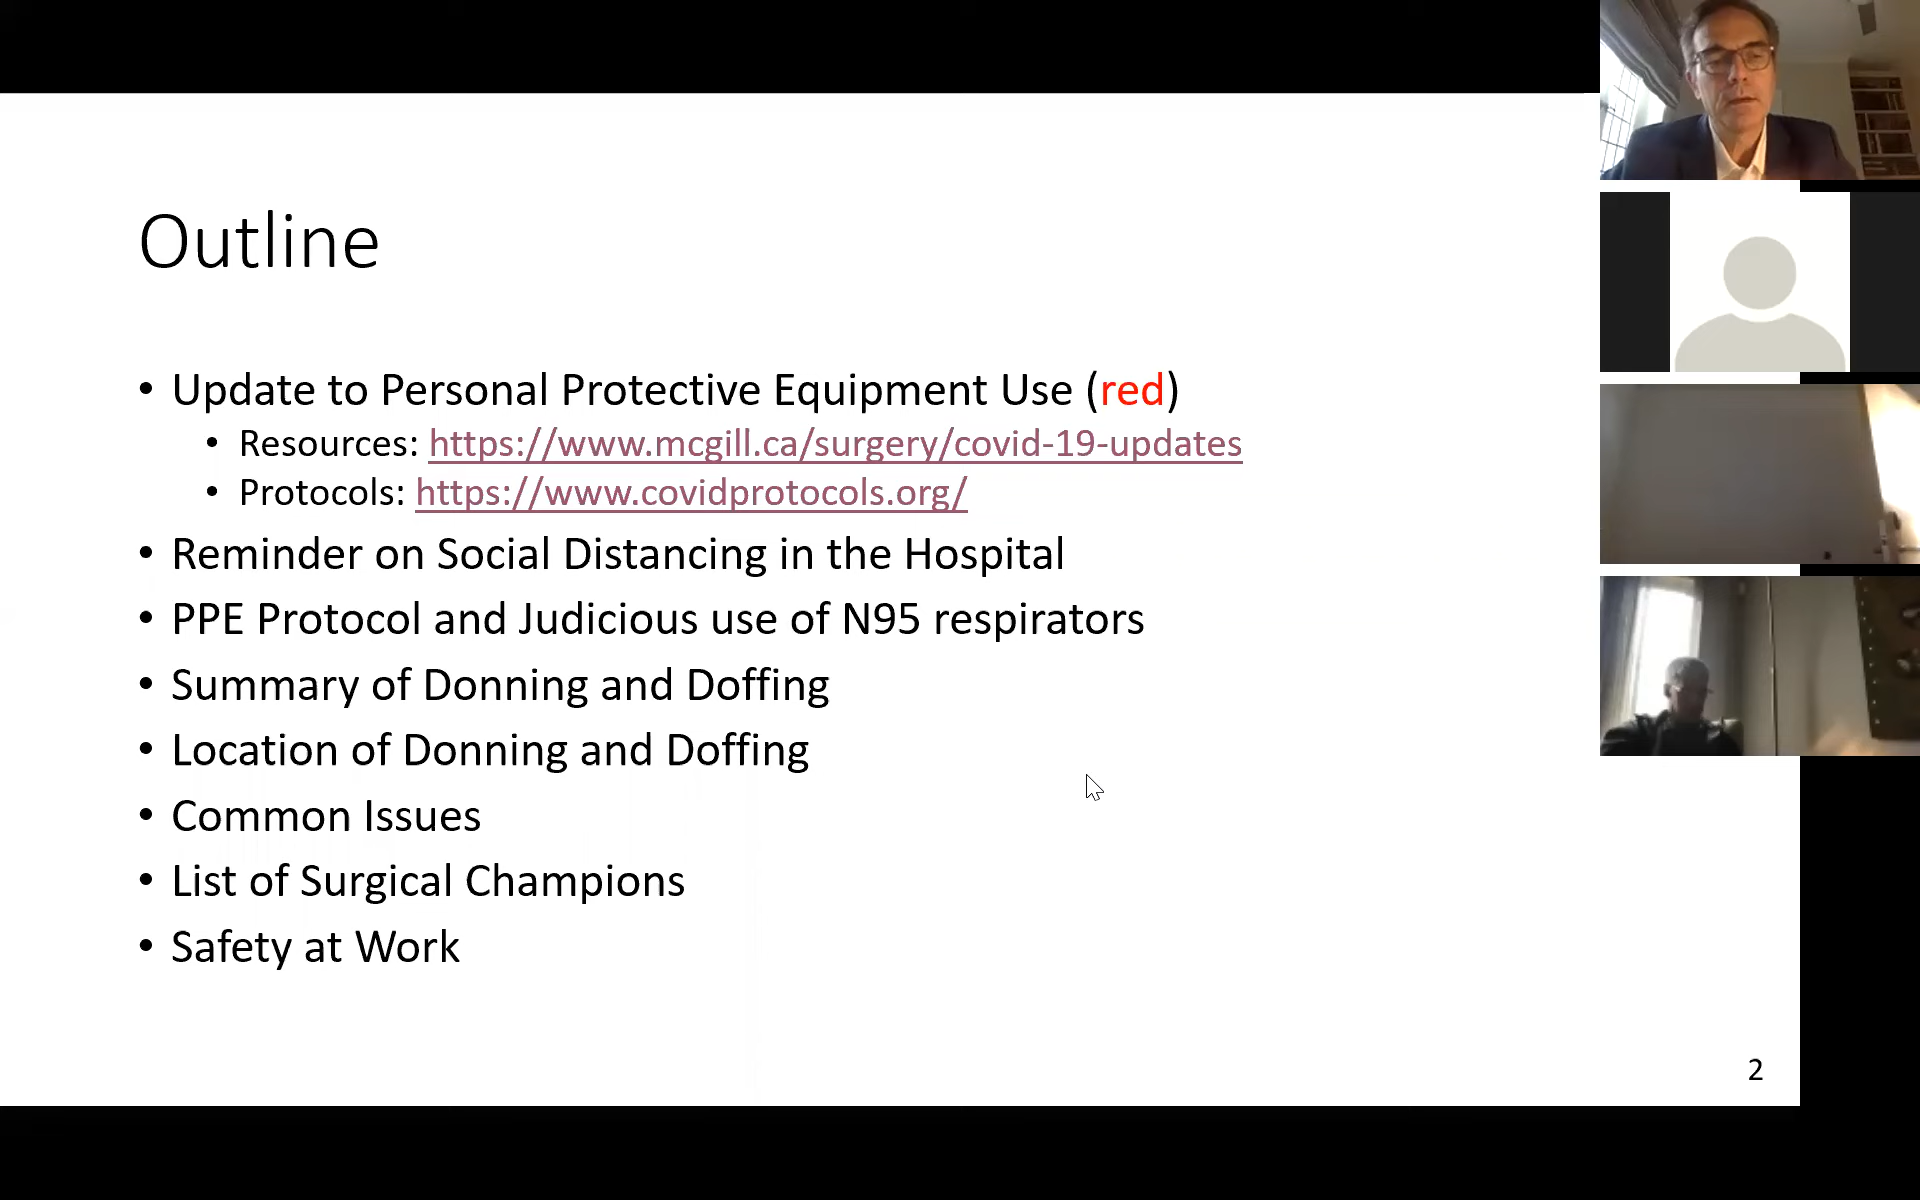 Outline
• Update to Personal Protective Equipment Use (red)
• Resources: https://www.mcgill.ca/surgery/covid-19-updates
• Protocols: https://www.covidprotocols.org/
• Reminder on Social Distancing in the Hospital
• PPE Protocol and Judicious use of N95 respirators
• Summary of Donning and Doffing
• Location of Donning and Doffing
• Common Issues
• List of Surgical Champions
• Safety at Work
2